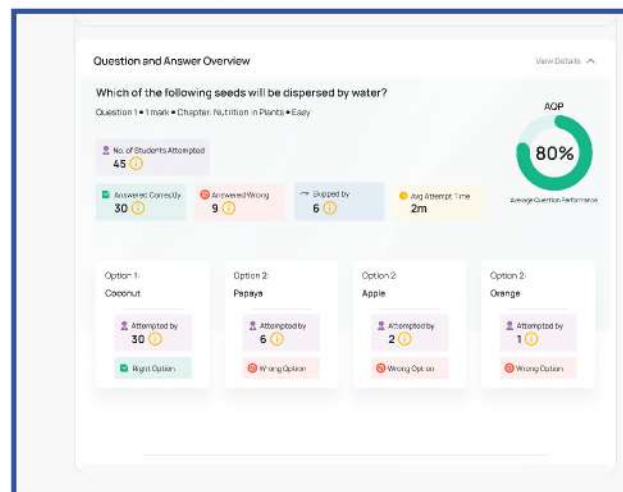 Question and Answer Overview
View Details
Which of the following seeds will be dispersed by water?
Question 1 • 1 mark • Chapter: Nutrition in Plants • Easy
AQP
80%
Average Question Performance
No. of Students Attempted
45
Answered Correctly
30
Answered Wrong
9
Skipped by
6
Avg Attempt Time
2m
Option 1:
Coconut
Attempted by
30
Right Option
Option 2:
Papaya
Attempted by
6
Wrong Option
Option 2:
Apple
Attempted by
2
Wrong Option
Option 2:
Orange
Attempted by
1
Wrong Option